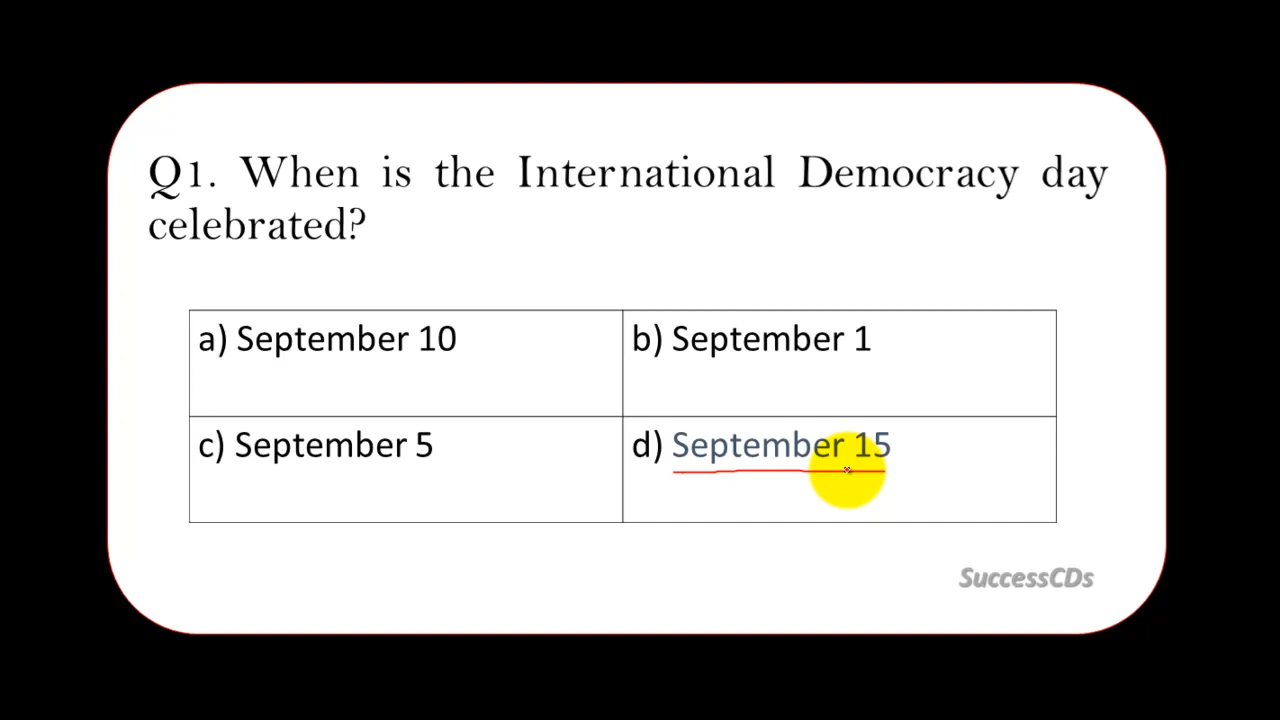 Q1. When is the International Democracy day
celebrated?
a) September 10
b) September 1
c) September 5
d) September 15
SuccessCDs